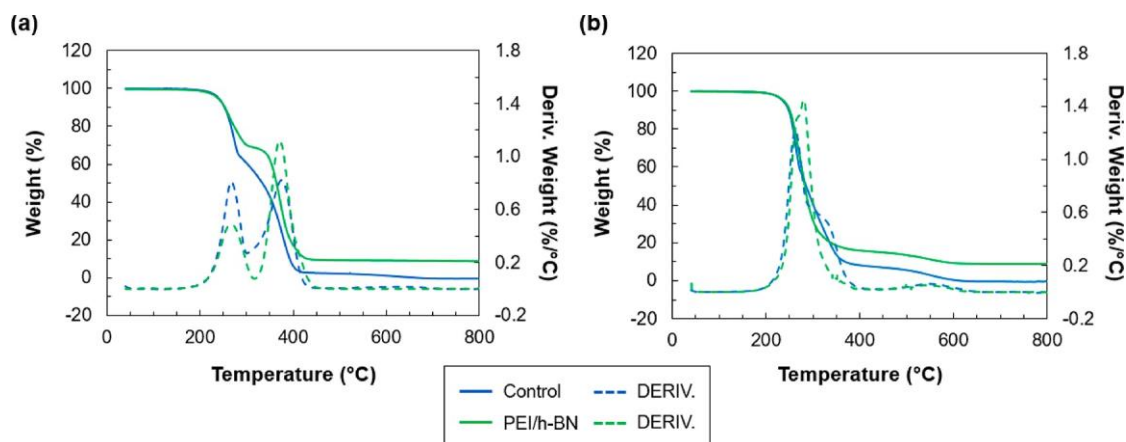 (a)
120
100
80
60
40
20
0
-20
Weight (%)
0 200 400 600 800
Temperature (°C)
1.8
1.4
1.0
0.6
0.2
-0.2
Deriv. Weight (%/°C)
(b)
120
100
80
60
40
20
0
-20
Weight (%)
0 200 400 600 800
Temperature (°C)
1.8
1.4
1.0
0.6
0.2
-0.2
Deriv. Weight (%/°C)
Control DERIV.
PEI/h-BN DERIV.